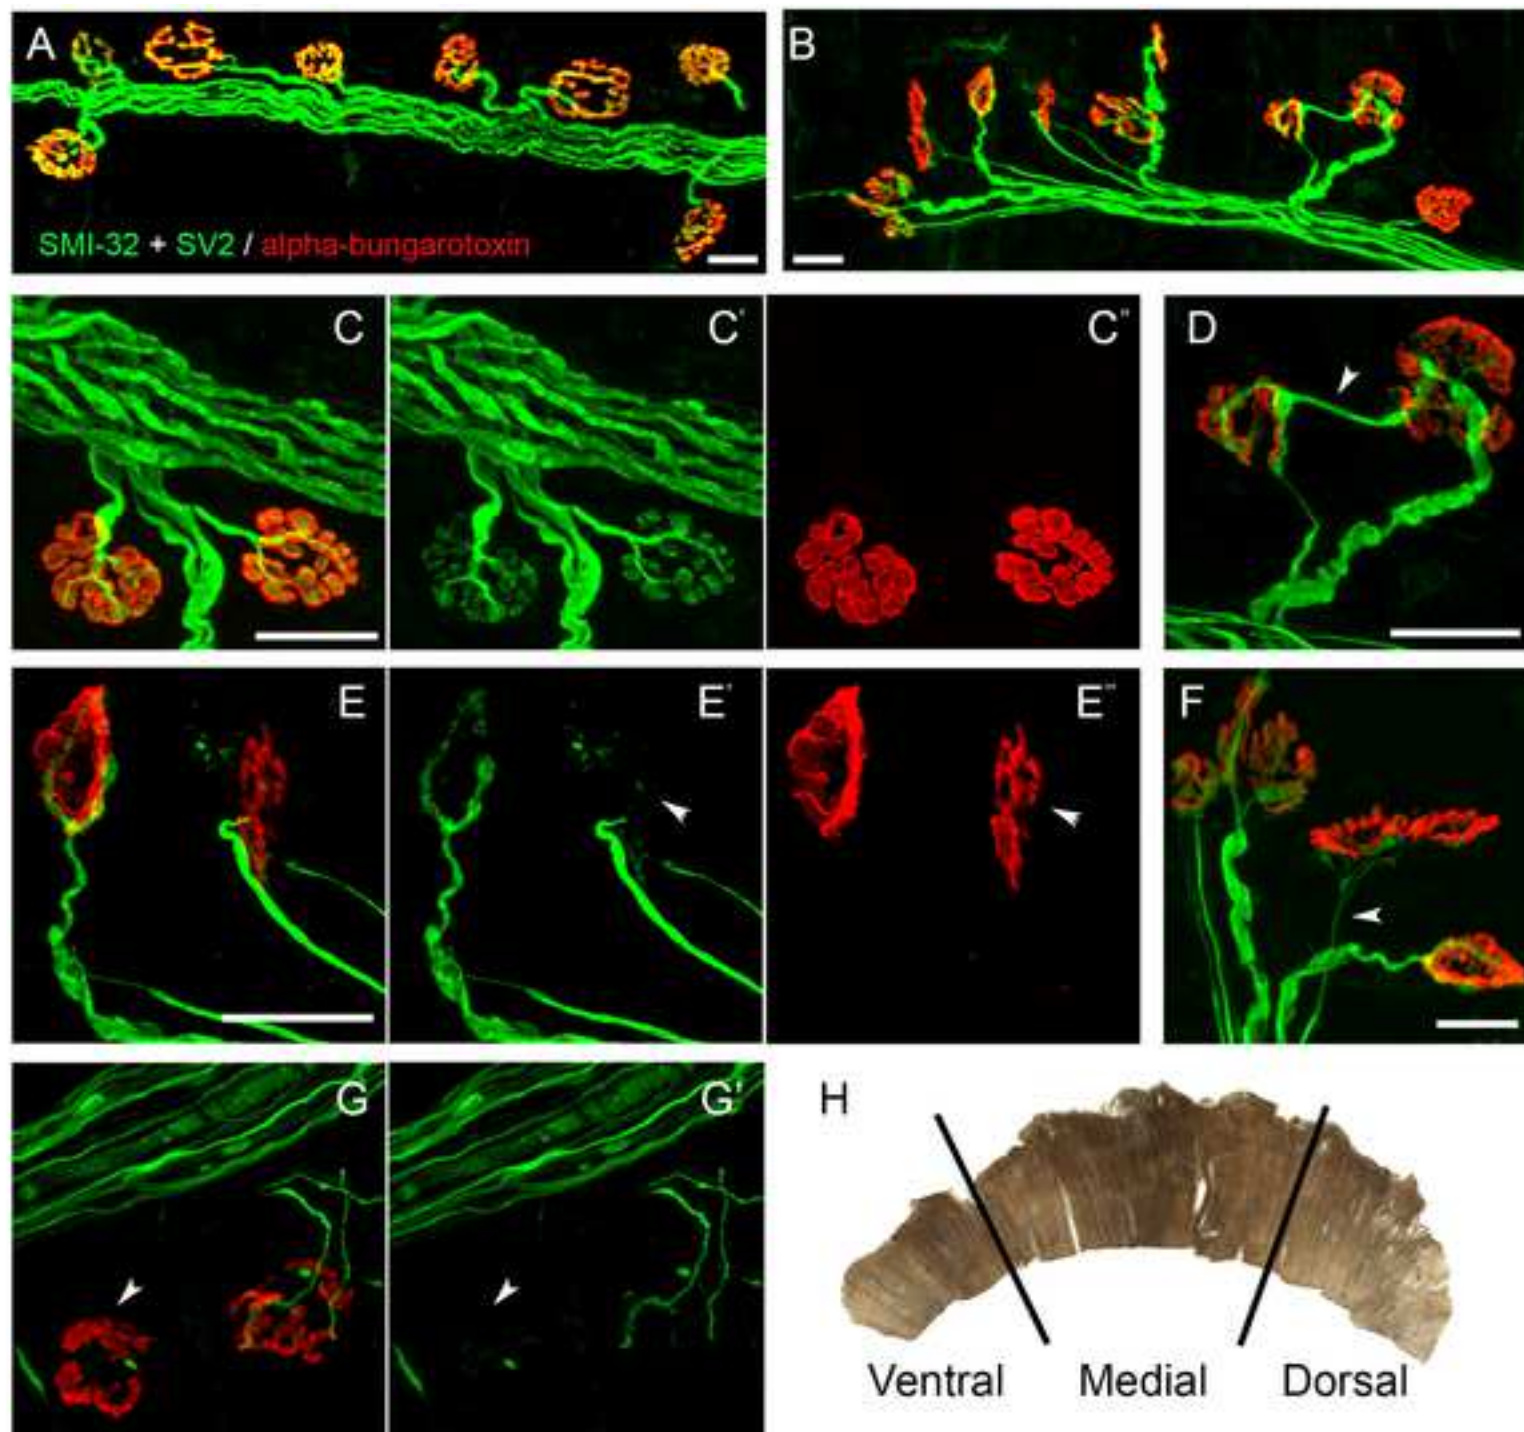 A
B
SMI-32 + SV2 / alpha-bungarotoxin
C
C'
C"
D
E
E'
E"
F
G
G'
H
Ventral
Medial
Dorsal